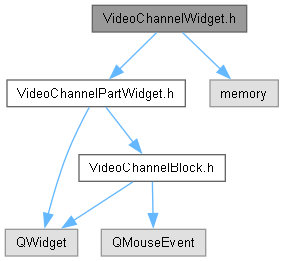 VideoChannelWidget.h
VideoChannelPartWidget.h
memory
VideoChannelBlock.h
QWidget
QMouseEvent